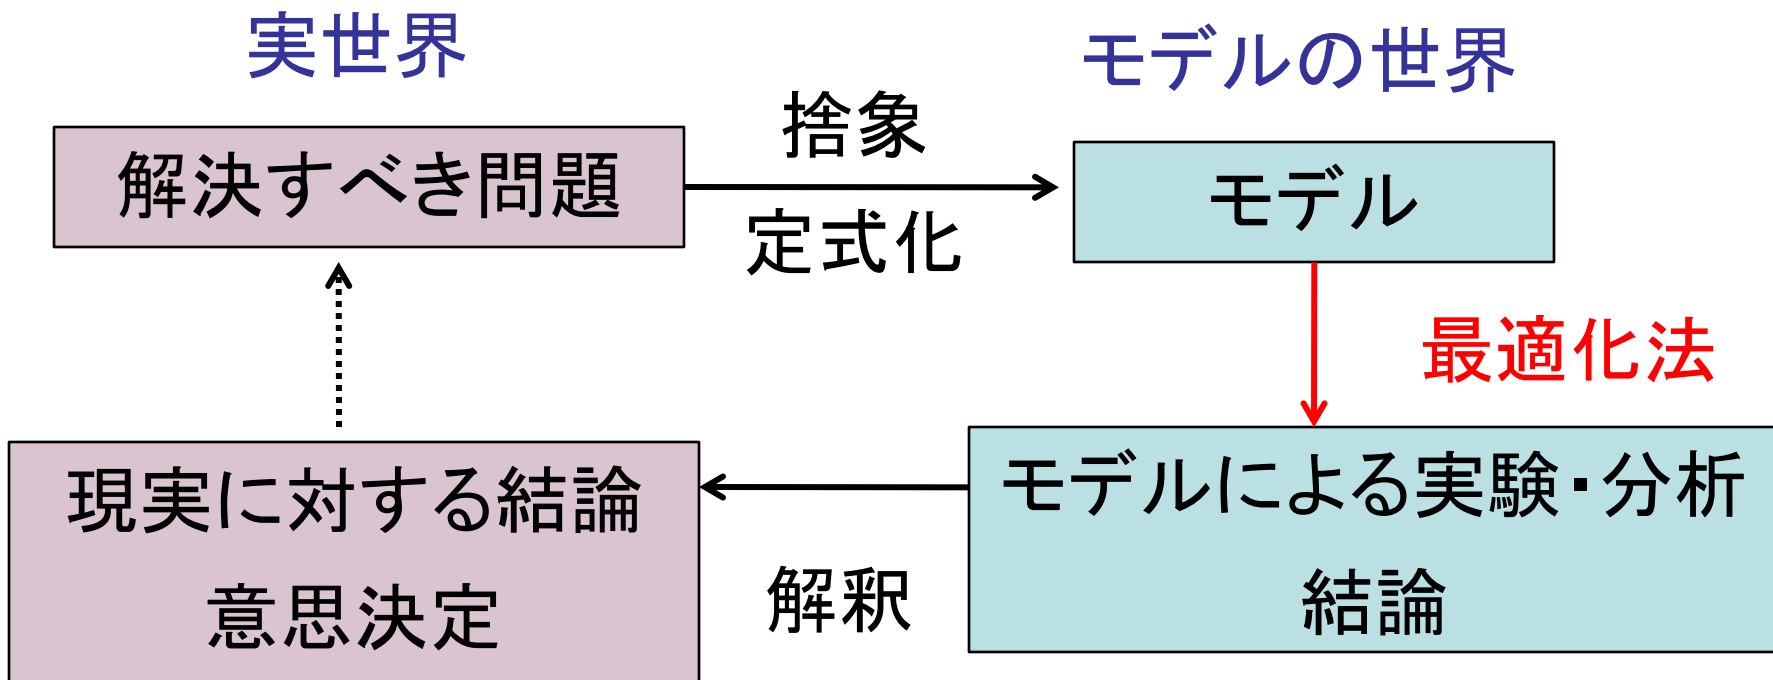 実世界
モデルの世界
解決すべき問題
捨象
定式化
モデル
最適化法
モデルによる実験・分析
結論
解釈
現実に対する結論
意思決定